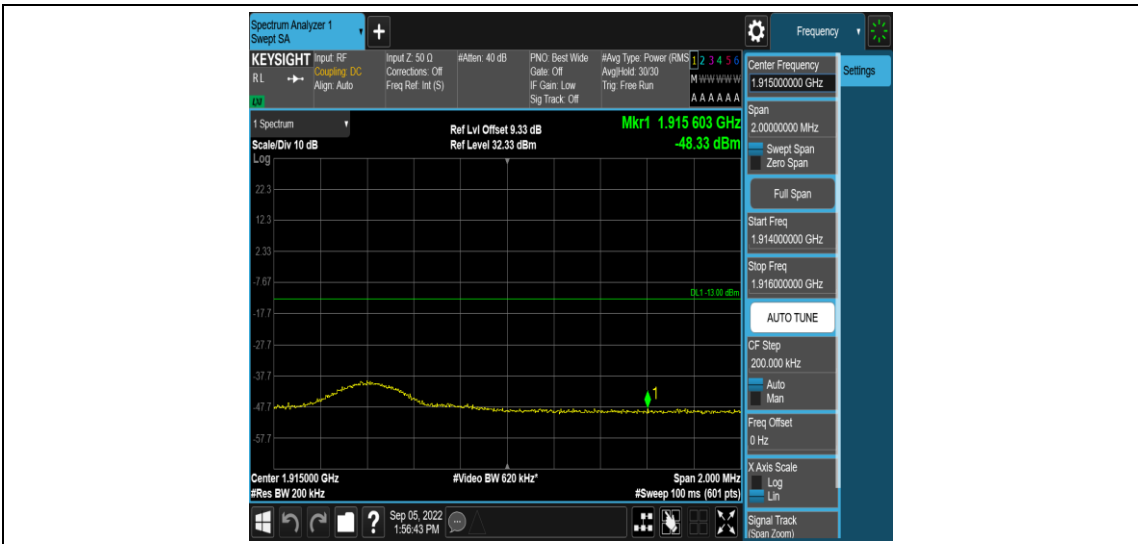 Spectrum Analyzer 1
Swept SA
+
Frequency
KEYSIGHT
RL
LXI
Input: RF
Coupling: DC
Align: Auto
Input Z: 50 Ω
Corrections: Off
Freq Ref: Int (S)
#Atten: 40 dB
PNO: Best Wide
Gate: Off
IF Gain: Low
Sig Track: Off
#Avg Type: Power (RMS
Avg|Hold: 30/30
Trig: Free Run
1 2 3 4 5 6
M W W W W W
A A A A A A
Center Frequency
1.915000000 GHz
Settings
Span
2.00000000 MHz
Swept Span
Zero Span
Full Span
Start Freq
1.914000000 GHz
Stop Freq
1.916000000 GHz
AUTO TUNE
CF Step
200.000 kHz
Auto
Man
Freq Offset
0 Hz
X Axis Scale
Log
Lin
Signal Track
(Span Zoom)
1 Spectrum
Scale/Div 10 dB
Log
Ref Lvl Offset 9.33 dB
Ref Level 32.33 dBm
Mkr1 1.915 603 GHz
-48.33 dBm
22.3
12.3
2.33
-7.67
DL1 -13.00 dBm
-17.7
-27.7
-37.7
1
-47.7
-57.7
Center 1.915000 GHz
#Res BW 200 kHz
#Video BW 620 kHz*
Span 2.000 MHz
#Sweep 100 ms (601 pts)
?
Sep 05, 2022
1:56:43 PM